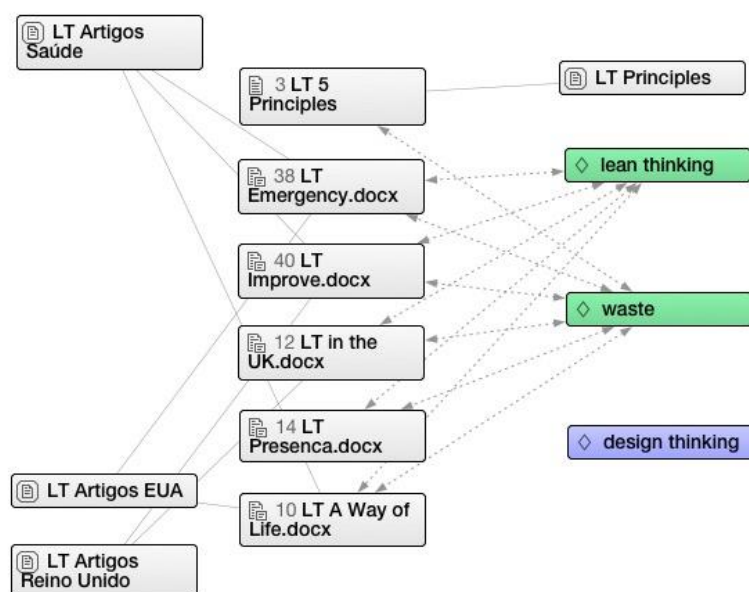 LT Artigos
Saúde
3 LT 5
Principles
LT Principles
38 LT
Emergency.docx
lean thinking
40 LT
Improve.docx
waste
12 LT in the
UK.docx
14 LT
Presenca.docx
design thinking
LT Artigos EUA
10 LT A Way of
Life.docx
LT Artigos
Reino Unido